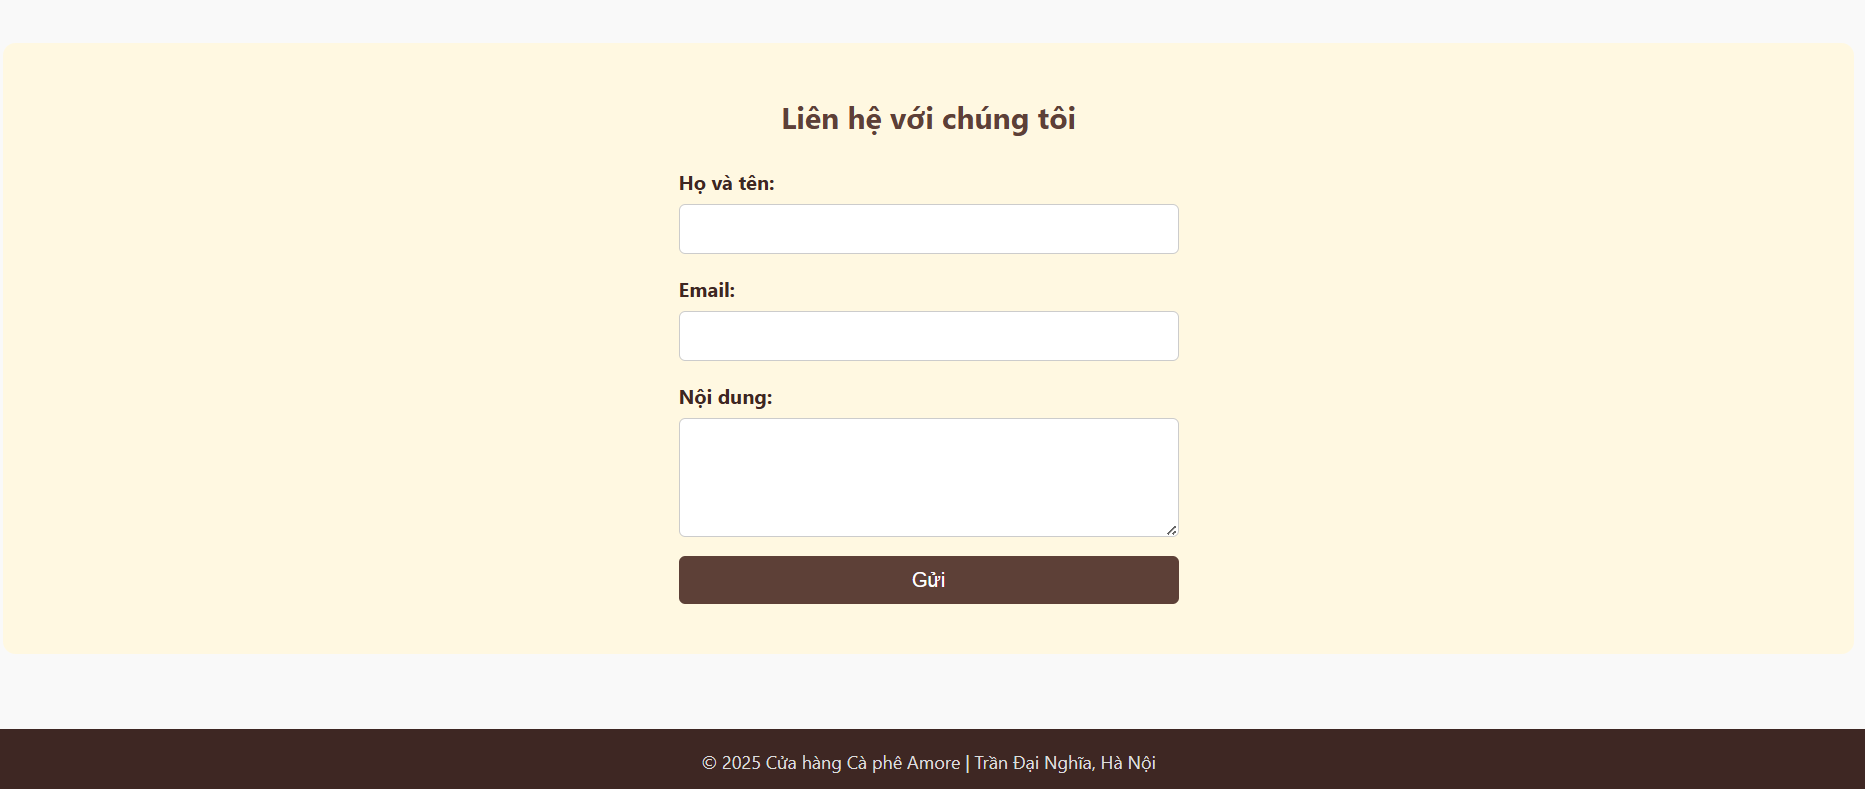 Liên hệ với chúng tôi
Họ và tên:
Email:
Nội dung:
Gửi
© 2025 Cửa hàng Cà phê Amore | Trần Đại Nghĩa, Hà Nội